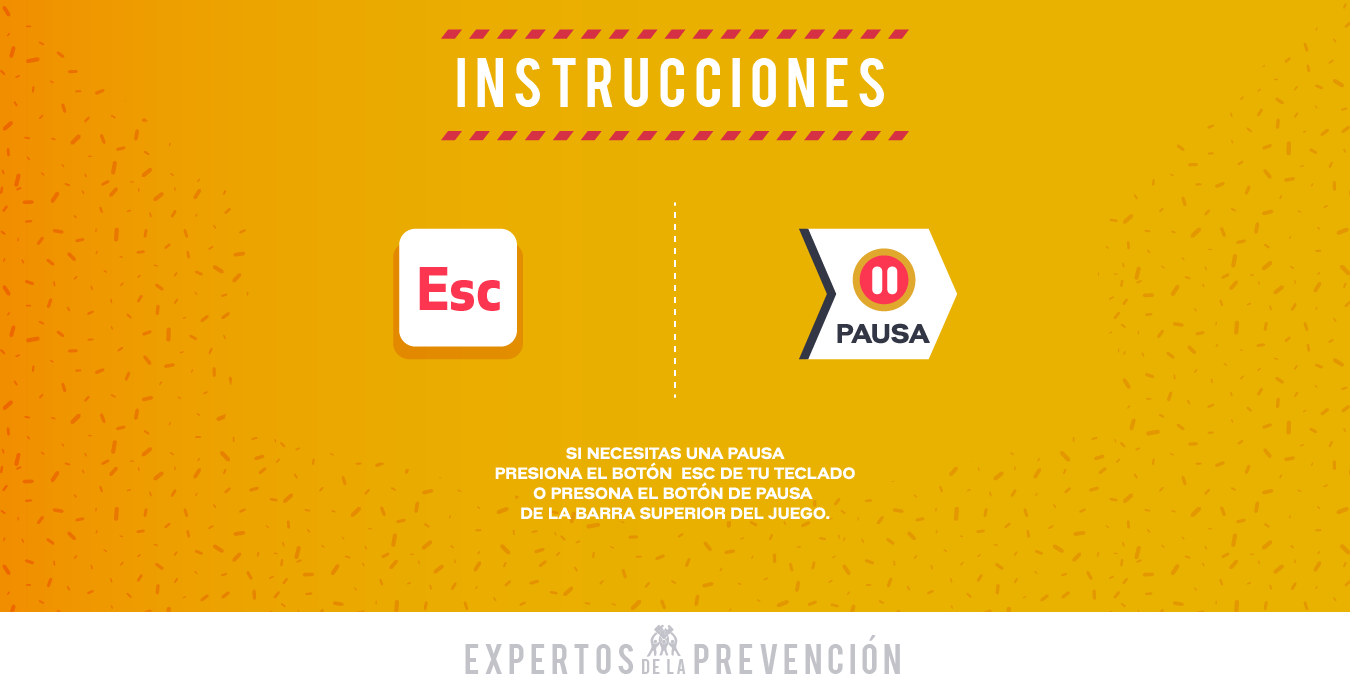 INSTRUCCIONES
Esc
PAUSA
SI NECESITAS UNA PAUSA
PRESIONA EL BOTÓN ESC DE TU TECLADO
O PRESONA EL BOTÓN DE PAUSA
DE LA BARRA SUPERIOR DEL JUEGO.
EXPERTOS DE LA PREVENCIÓN